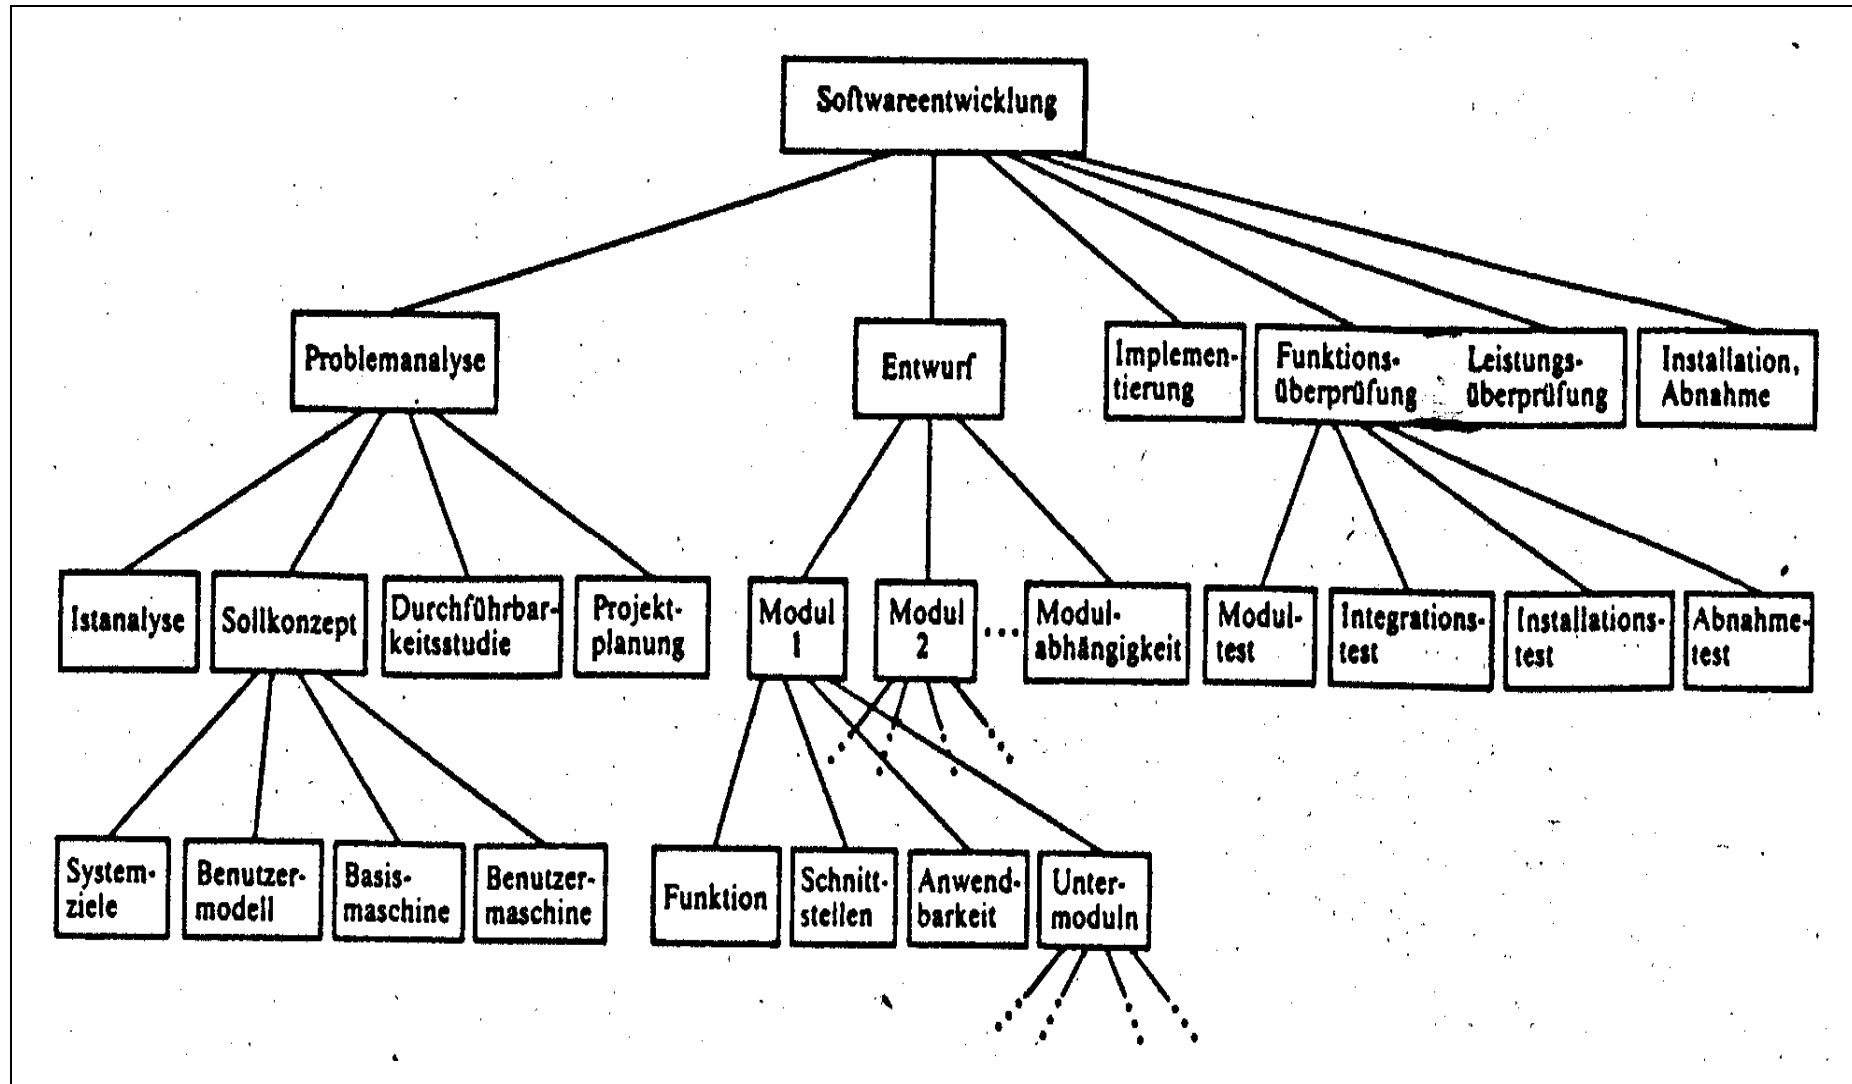 Softwareentwicklung
Problemanalyse
Entwurf
Implemen-
tierung
Funktions-
überprüfung
Leistungs-
überprüfung
Installation,
Abnahme
Istanalyse
Sollkonzept
Durchführbar-
keitsstudie
Projekt-
planung
Modul
1
Modul
2
...
Modul-
abhängigkeit
Modul-
test
Integrations-
test
Installations-
test
Abnahme-
test
System-
ziele
Benutzer-
modell
Basis-
maschine
Benutzer-
maschine
Funktion
Schnitt-
stellen
Anwend-
barkeit
Unter-
moduln